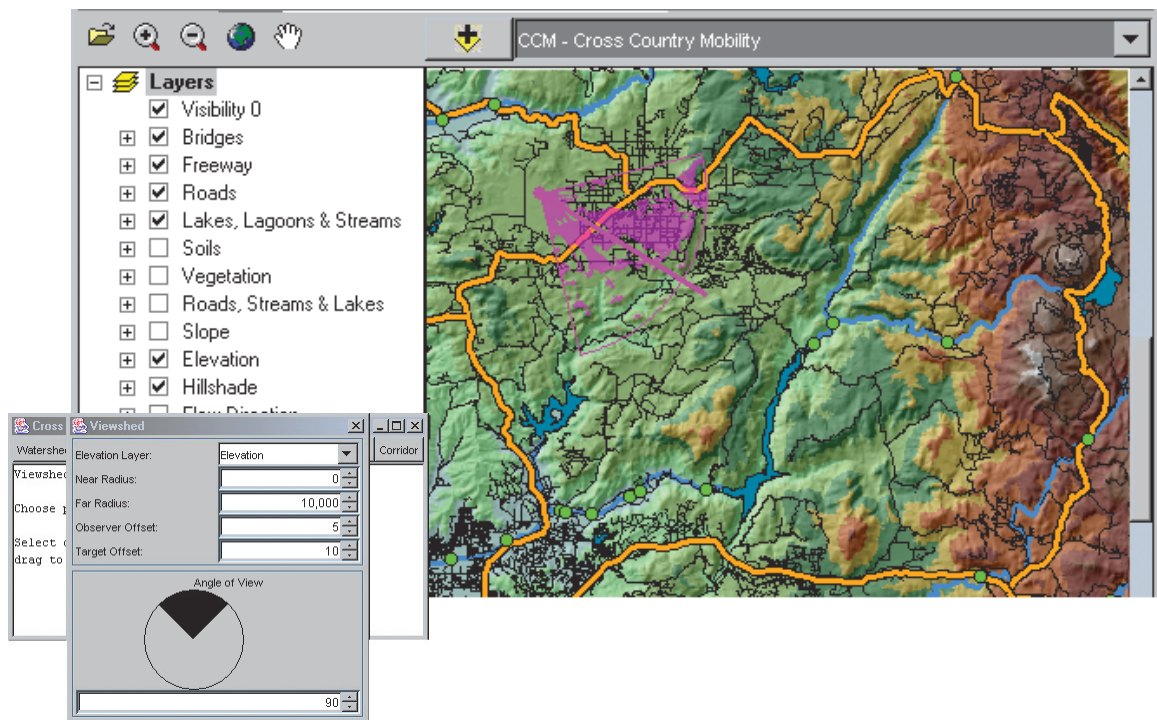 CCM - Cross Country Mobility
Layers
Visibility 0
Bridges
Freeway
Roads
Lakes, Lagoons & Streams
Soils
Vegetation
Roads, Streams & Lakes
Slope
Elevation
Hillshade
Cross
Viewshed
Corridor
Choose
Select
drag to
Viewshed
Elevation Layer:
Elevation
Near Radius:
0
Far Radius:
10,000
Observer Offset:
5
Target Offset:
10
Angle of View
90